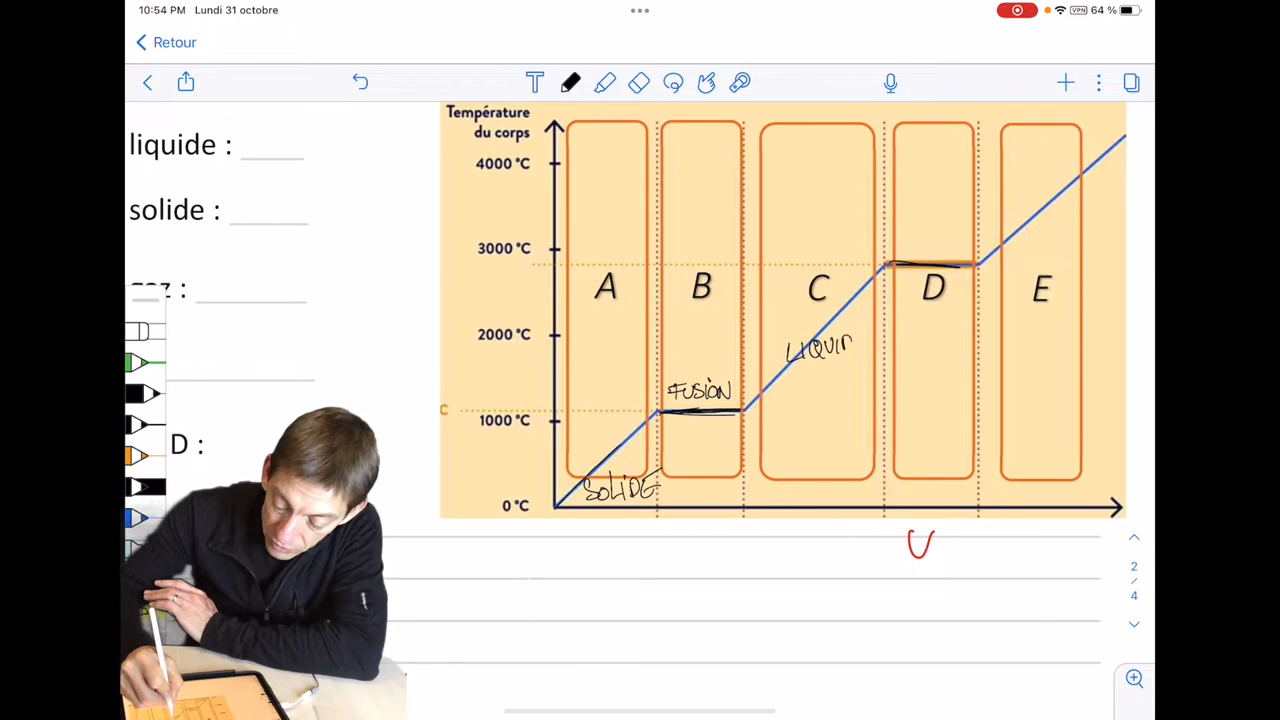 10:54 PM Lundi 31 octobre
64 %
Retour
liquide :
solide :
D :
Température
du corps
4000 °C
3000 °C
2000 °C
1000 °C
0 °C
C
A B C D E
LIQUID
FUSION
SOLIDE
U
2
/
4